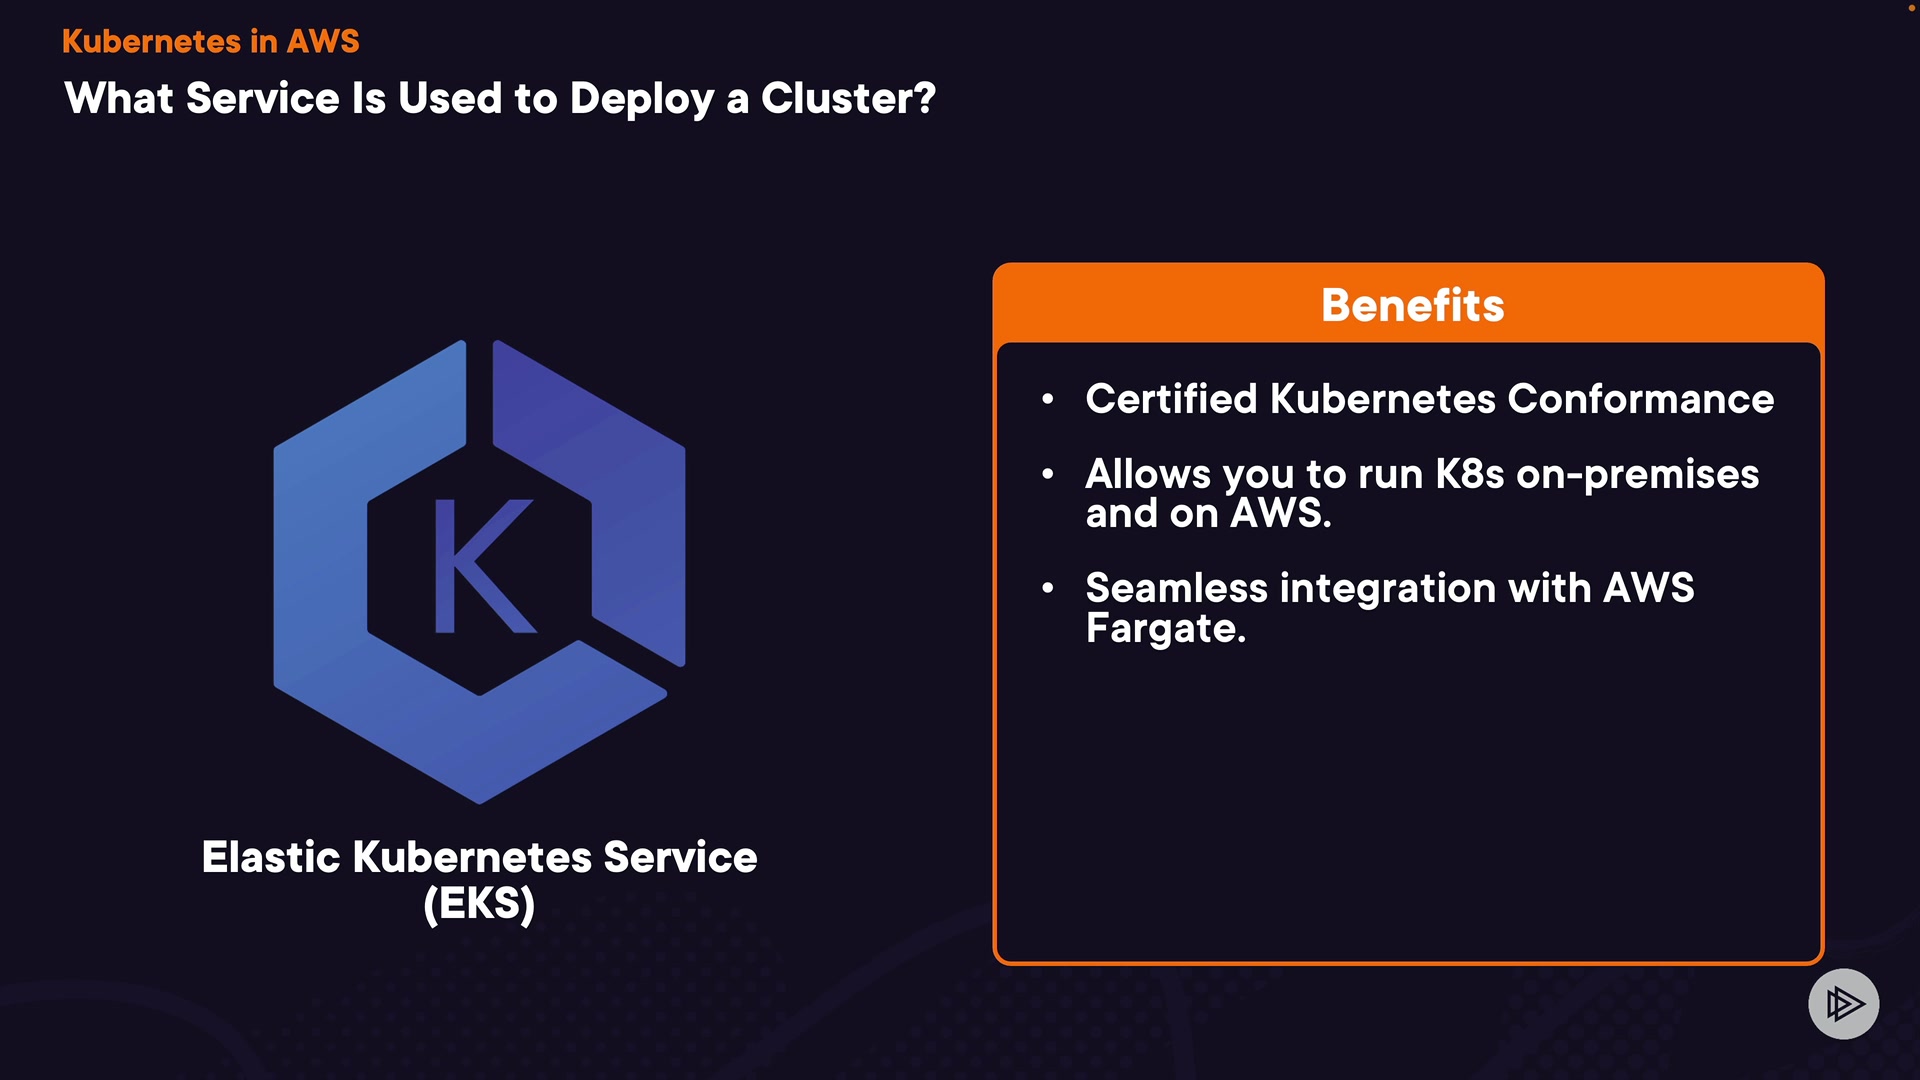 Kubernetes in AWS
What Service Is Used to Deploy a Cluster?
K
Elastic Kubernetes Service
(EKS)
Benefits
• Certified Kubernetes Conformance
• Allows you to run K8s on-premises
and on AWS.
• Seamless integration with AWS
Fargate.